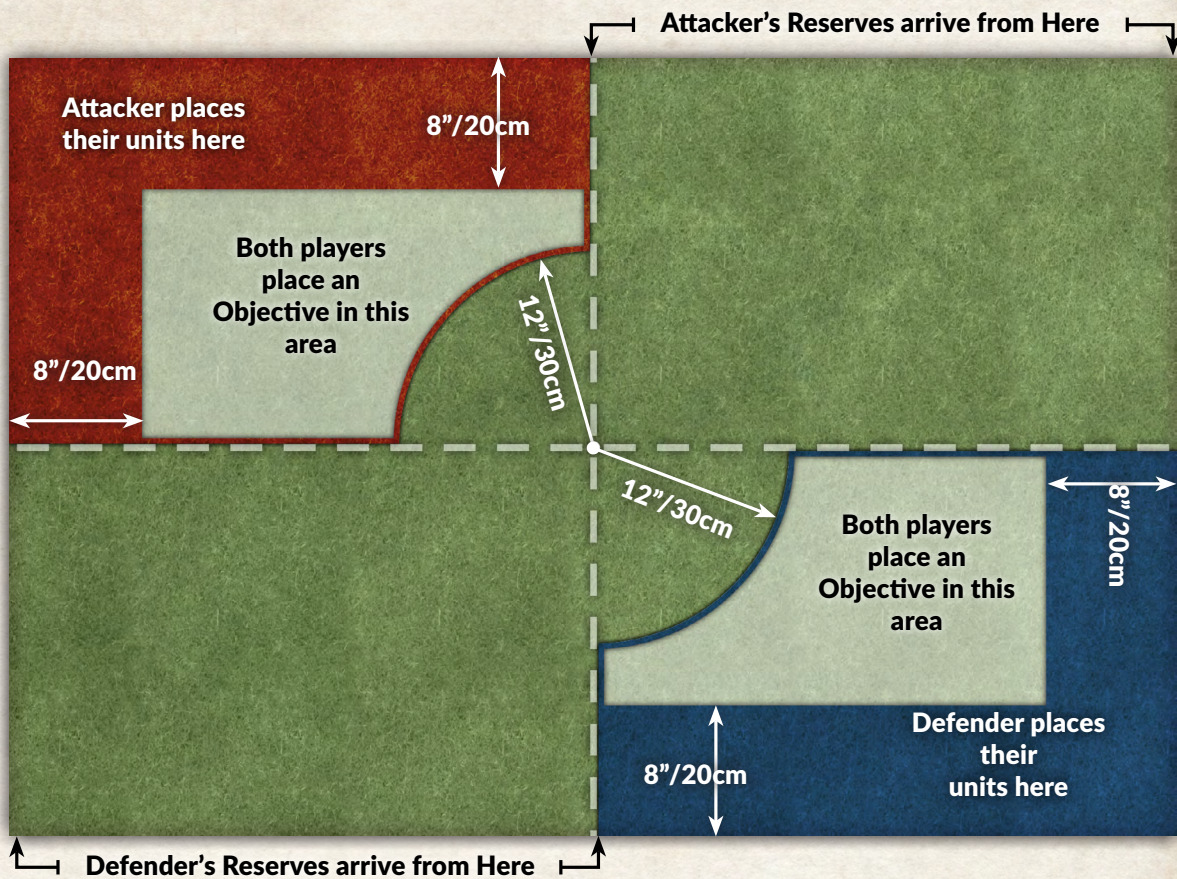 Attacker’s Reserves arrive from Here
Attacker places
their units here
8”/20cm
Both players
place an
Objective in this
area
8”/20cm
12”/30cm
12”/30cm
8”/20cm
Both players
place an
Objective in this
area
8”/20cm
Defender places
their
units here
Defender’s Reserves arrive from Here